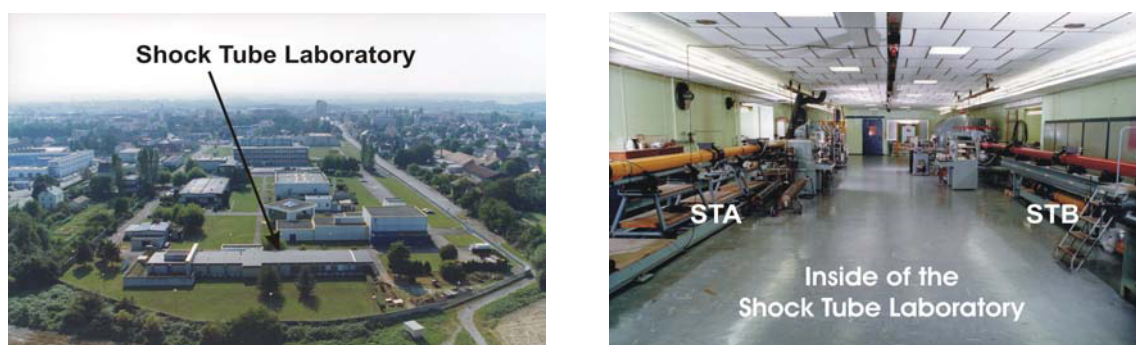 Shock Tube Laboratory
STA
STB
Inside of the
Shock Tube Laboratory